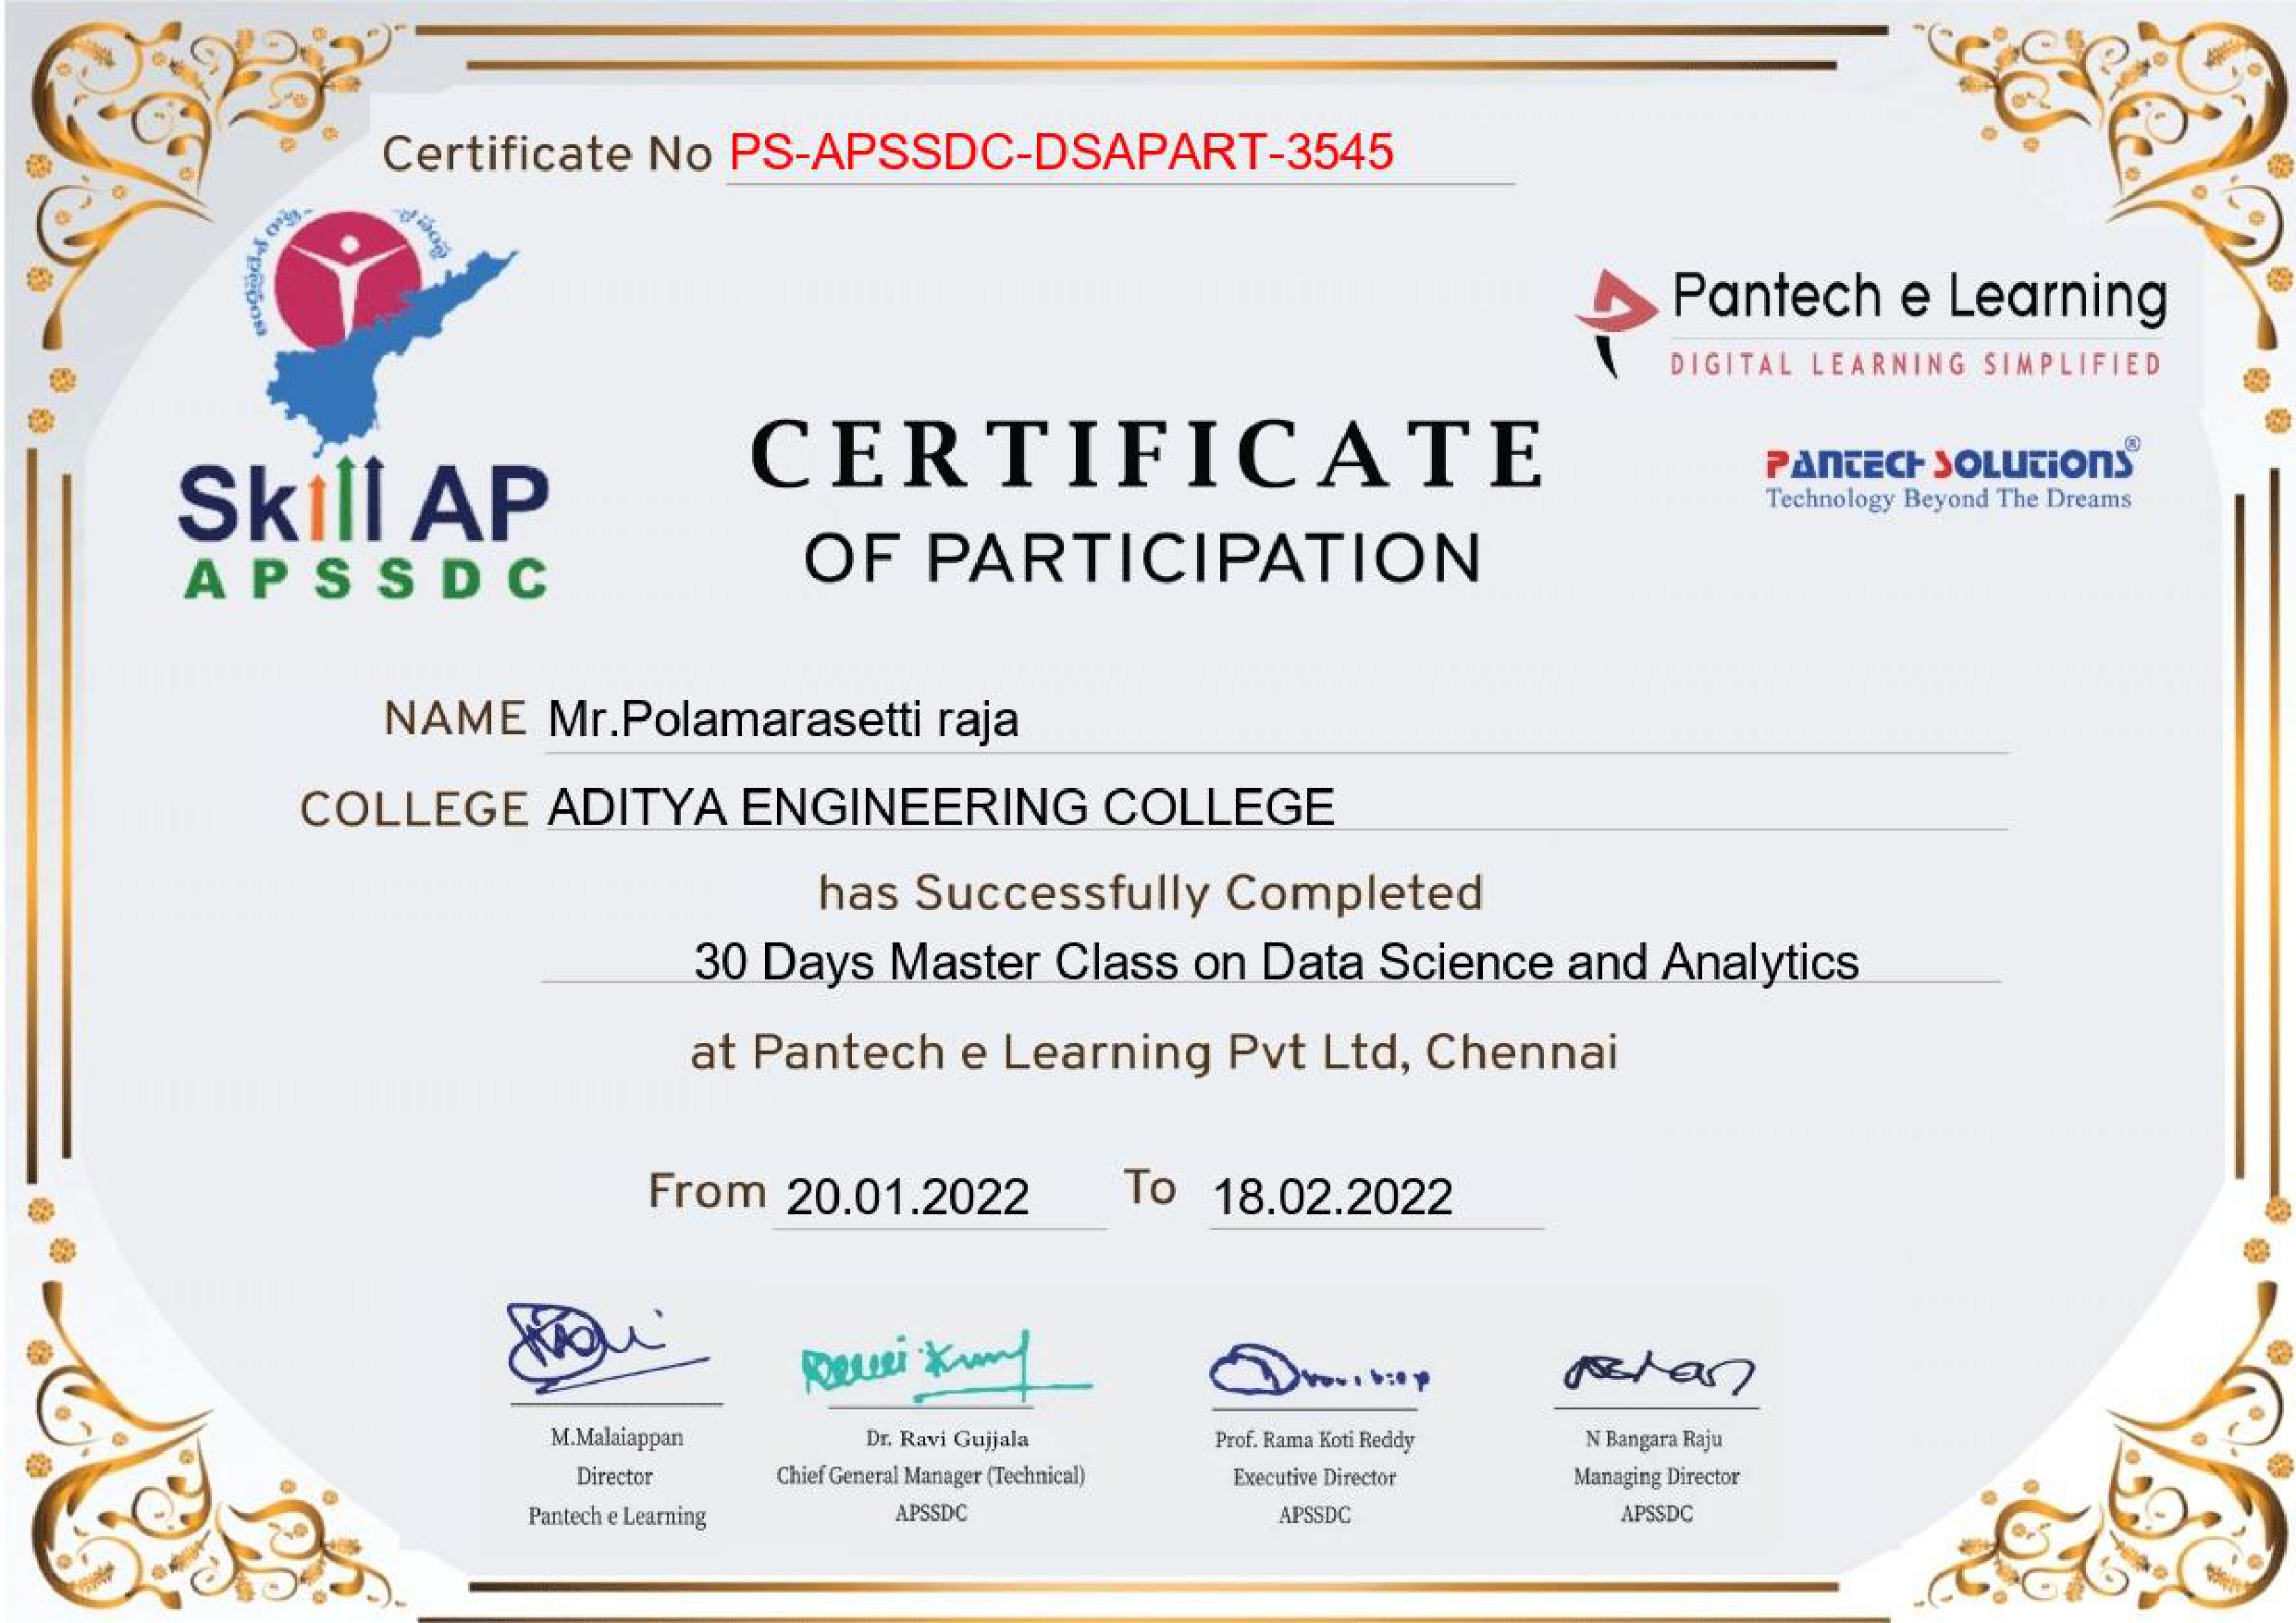 Certificate No PS-APSSDC-DSAPART-3545
Pantech e Learning
DIGITAL LEARNING SIMPLIFIED
PANTECH SOLUTIONS®
Technology Beyond The Dreams
Skill AP
APSSDC
CERTIFICATE
OF PARTICIPATION
NAME Mr.Polamarasetti raja
COLLEGE ADITYA ENGINEERING COLLEGE
has Successfully Completed
30 Days Master Class on Data Science and Analytics
at Pantech e Learning Pvt Ltd, Chennai
From 20.01.2022 To 18.02.2022
M.Malaiappan
Director
Pantech e Learning
Dr. Ravi Gujjala
Chief General Manager (Technical)
APSSDC
Prof. Rama Koti Reddy
Executive Director
APSSDC
N Bangara Raju
Managing Director
APSSDC